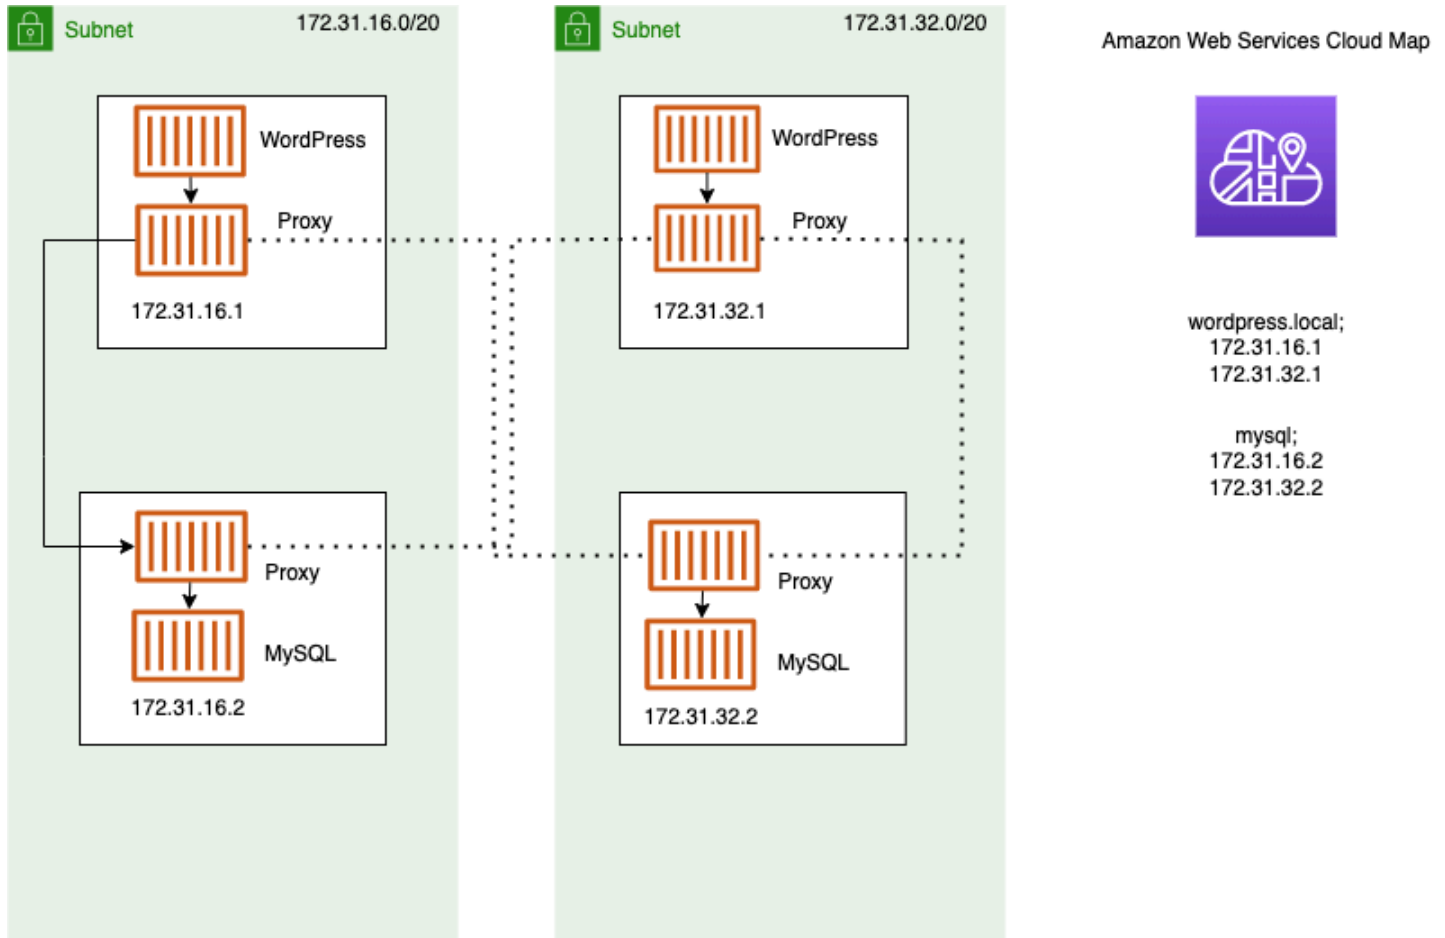 Subnet
172.31.16.0/20
WordPress
Proxy
172.31.16.1
Proxy
MySQL
172.31.16.2
Subnet
172.31.32.0/20
WordPress
Proxy
172.31.32.1
Proxy
MySQL
172.31.32.2
Amazon Web Services Cloud Map
wordpress.local;
172.31.16.1
172.31.32.1
mysql;
172.31.16.2
172.31.32.2